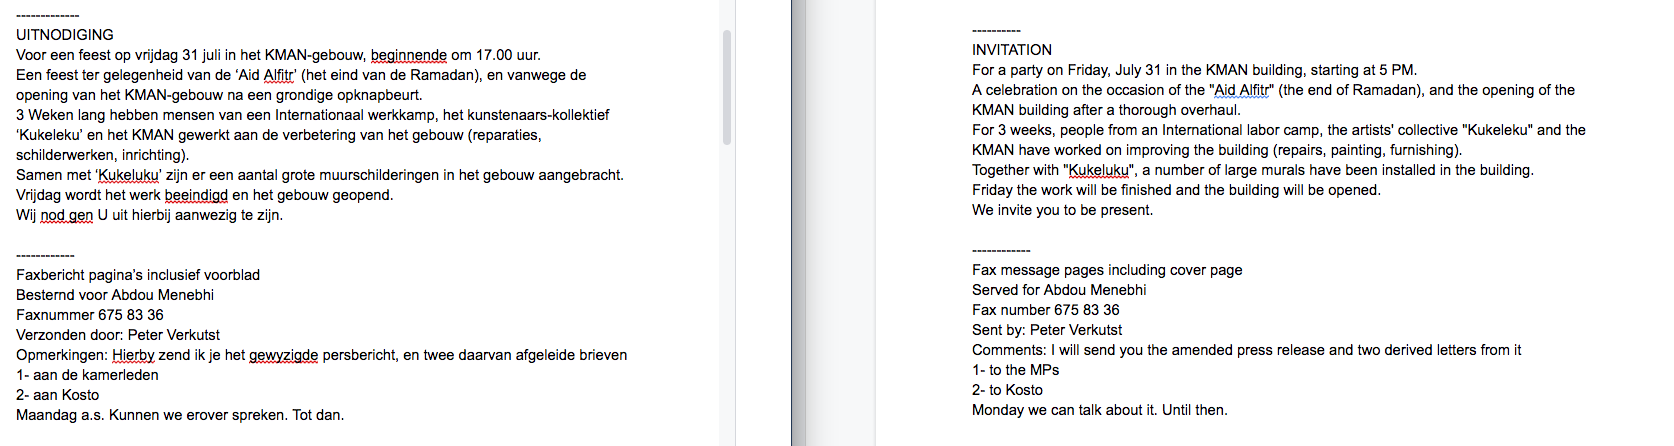 -------------
UITNODIGING
Voor een feest op vrijdag 31 juli in het KMAN-gebouw, beginnende om 17.00 uur.
Een feest ter gelegenheid van de ‘Aid Alfitr’ (het eind van de Ramadan), en vanwege de
opening van het KMAN-gebouw na een grondige opknapbeurt.
3 Weken lang hebben mensen van een Internationaal werkkamp, het kunstenaars-kollektief
‘Kukeleku’ en het KMAN gewerkt aan de verbetering van het gebouw (reparaties,
schilderwerken, inrichting).
Samen met ‘Kukeluku’ zijn er een aantal grote muurschilderingen in het gebouw aangebracht.
Vrijdag wordt het werk beeindigd en het gebouw geopend.
Wij nod gen U uit hierbij aanwezig te zijn.
------------
Faxbericht pagina’s inclusief voorblad
Besternd voor Abdou Menebhi
Faxnummer 675 83 36
Verzonden door: Peter Verkutst
Opmerkingen: Hierby zend ik je het gewyzigde persbericht, en twee daarvan afgeleide brieven
1- aan de kamerleden
2- aan Kosto
Maandag a.s. Kunnen we erover spreken. Tot dan.
----------
INVITATION
For a party on Friday, July 31 in the KMAN building, starting at 5 PM.
A celebration on the occasion of the "Aid Alfitr" (the end of Ramadan), and the opening of the
KMAN building after a thorough overhaul.
For 3 weeks, people from an International labor camp, the artists' collective "Kukeleku" and the
KMAN have worked on improving the building (repairs, painting, furnishing).
Together with "Kukeluku", a number of large murals have been installed in the building.
Friday the work will be finished and the building will be opened.
We invite you to be present.
------------
Fax message pages including cover page
Served for Abdou Menebhi
Fax number 675 83 36
Sent by: Peter Verkutst
Comments: I will send you the amended press release and two derived letters from it
1- to the MPs
2- to Kosto
Monday we can talk about it. Until then.